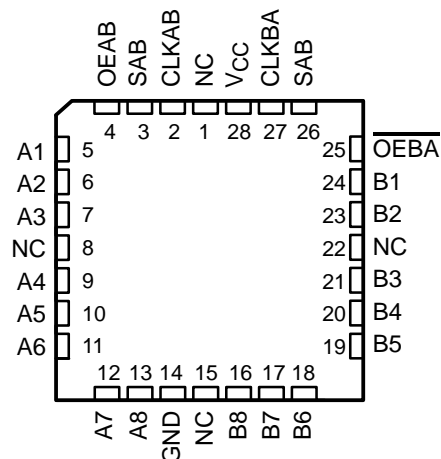 OEAB SAB CLKAB NC VCC CLKBA SAB
4 3 2 1 28 27 26
A1 5 25 OEBA
A2 6 24 B1
A3 7 23 B2
NC 8 22 NC
A4 9 21 B3
A5 10 20 B4
A6 11 19 B5
12 13 14 15 16 17 18
A7 A8 GND NC B8 B7 B6